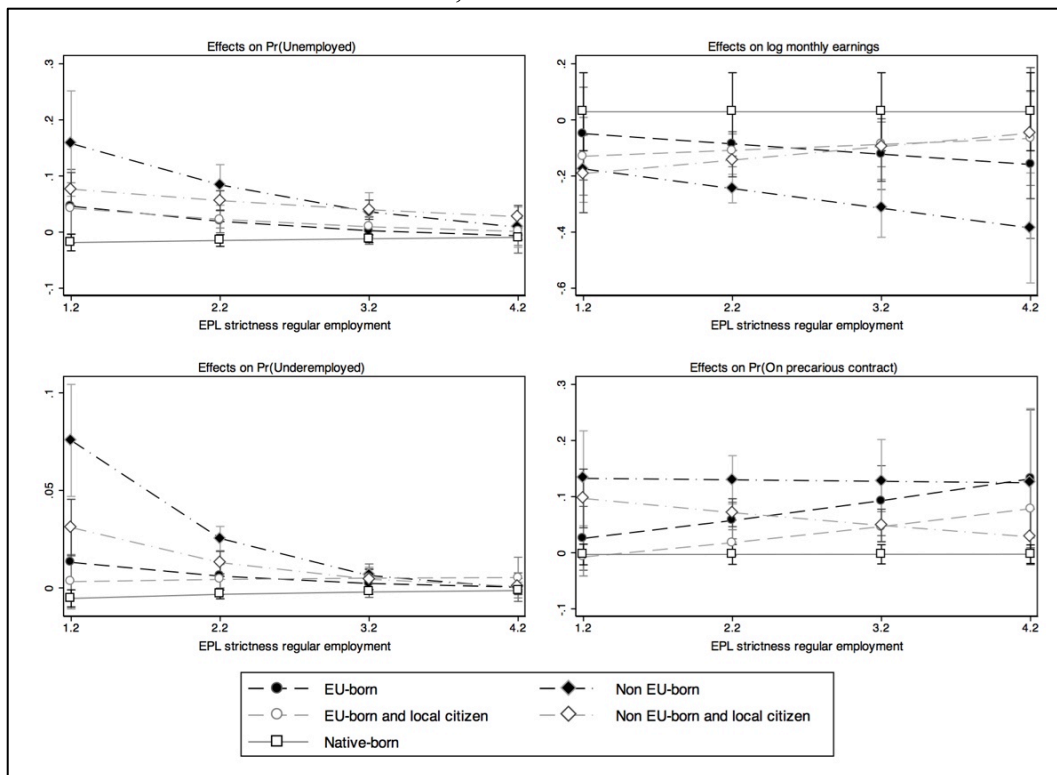 Effects on Pr(Unemployed)
.3
.2
.1
0
-.1
1.2 2.2 3.2 4.2
EPL strictness regular employment
Effects on log monthly earnings
.2
0
-.2
-.4
-.6
1.2 2.2 3.2 4.2
EPL strictness regular employment
Effects on Pr(Underemployed)
.1
.05
0
1.2 2.2 3.2 4.2
EPL strictness regular employment
Effects on Pr(On precarious contract)
.3
.2
.1
0
-.1
1.2 2.2 3.2 4.2
EPL strictness regular employment
EU-born Non EU-born
EU-born and local citizen Non EU-born and local citizen
Native-born